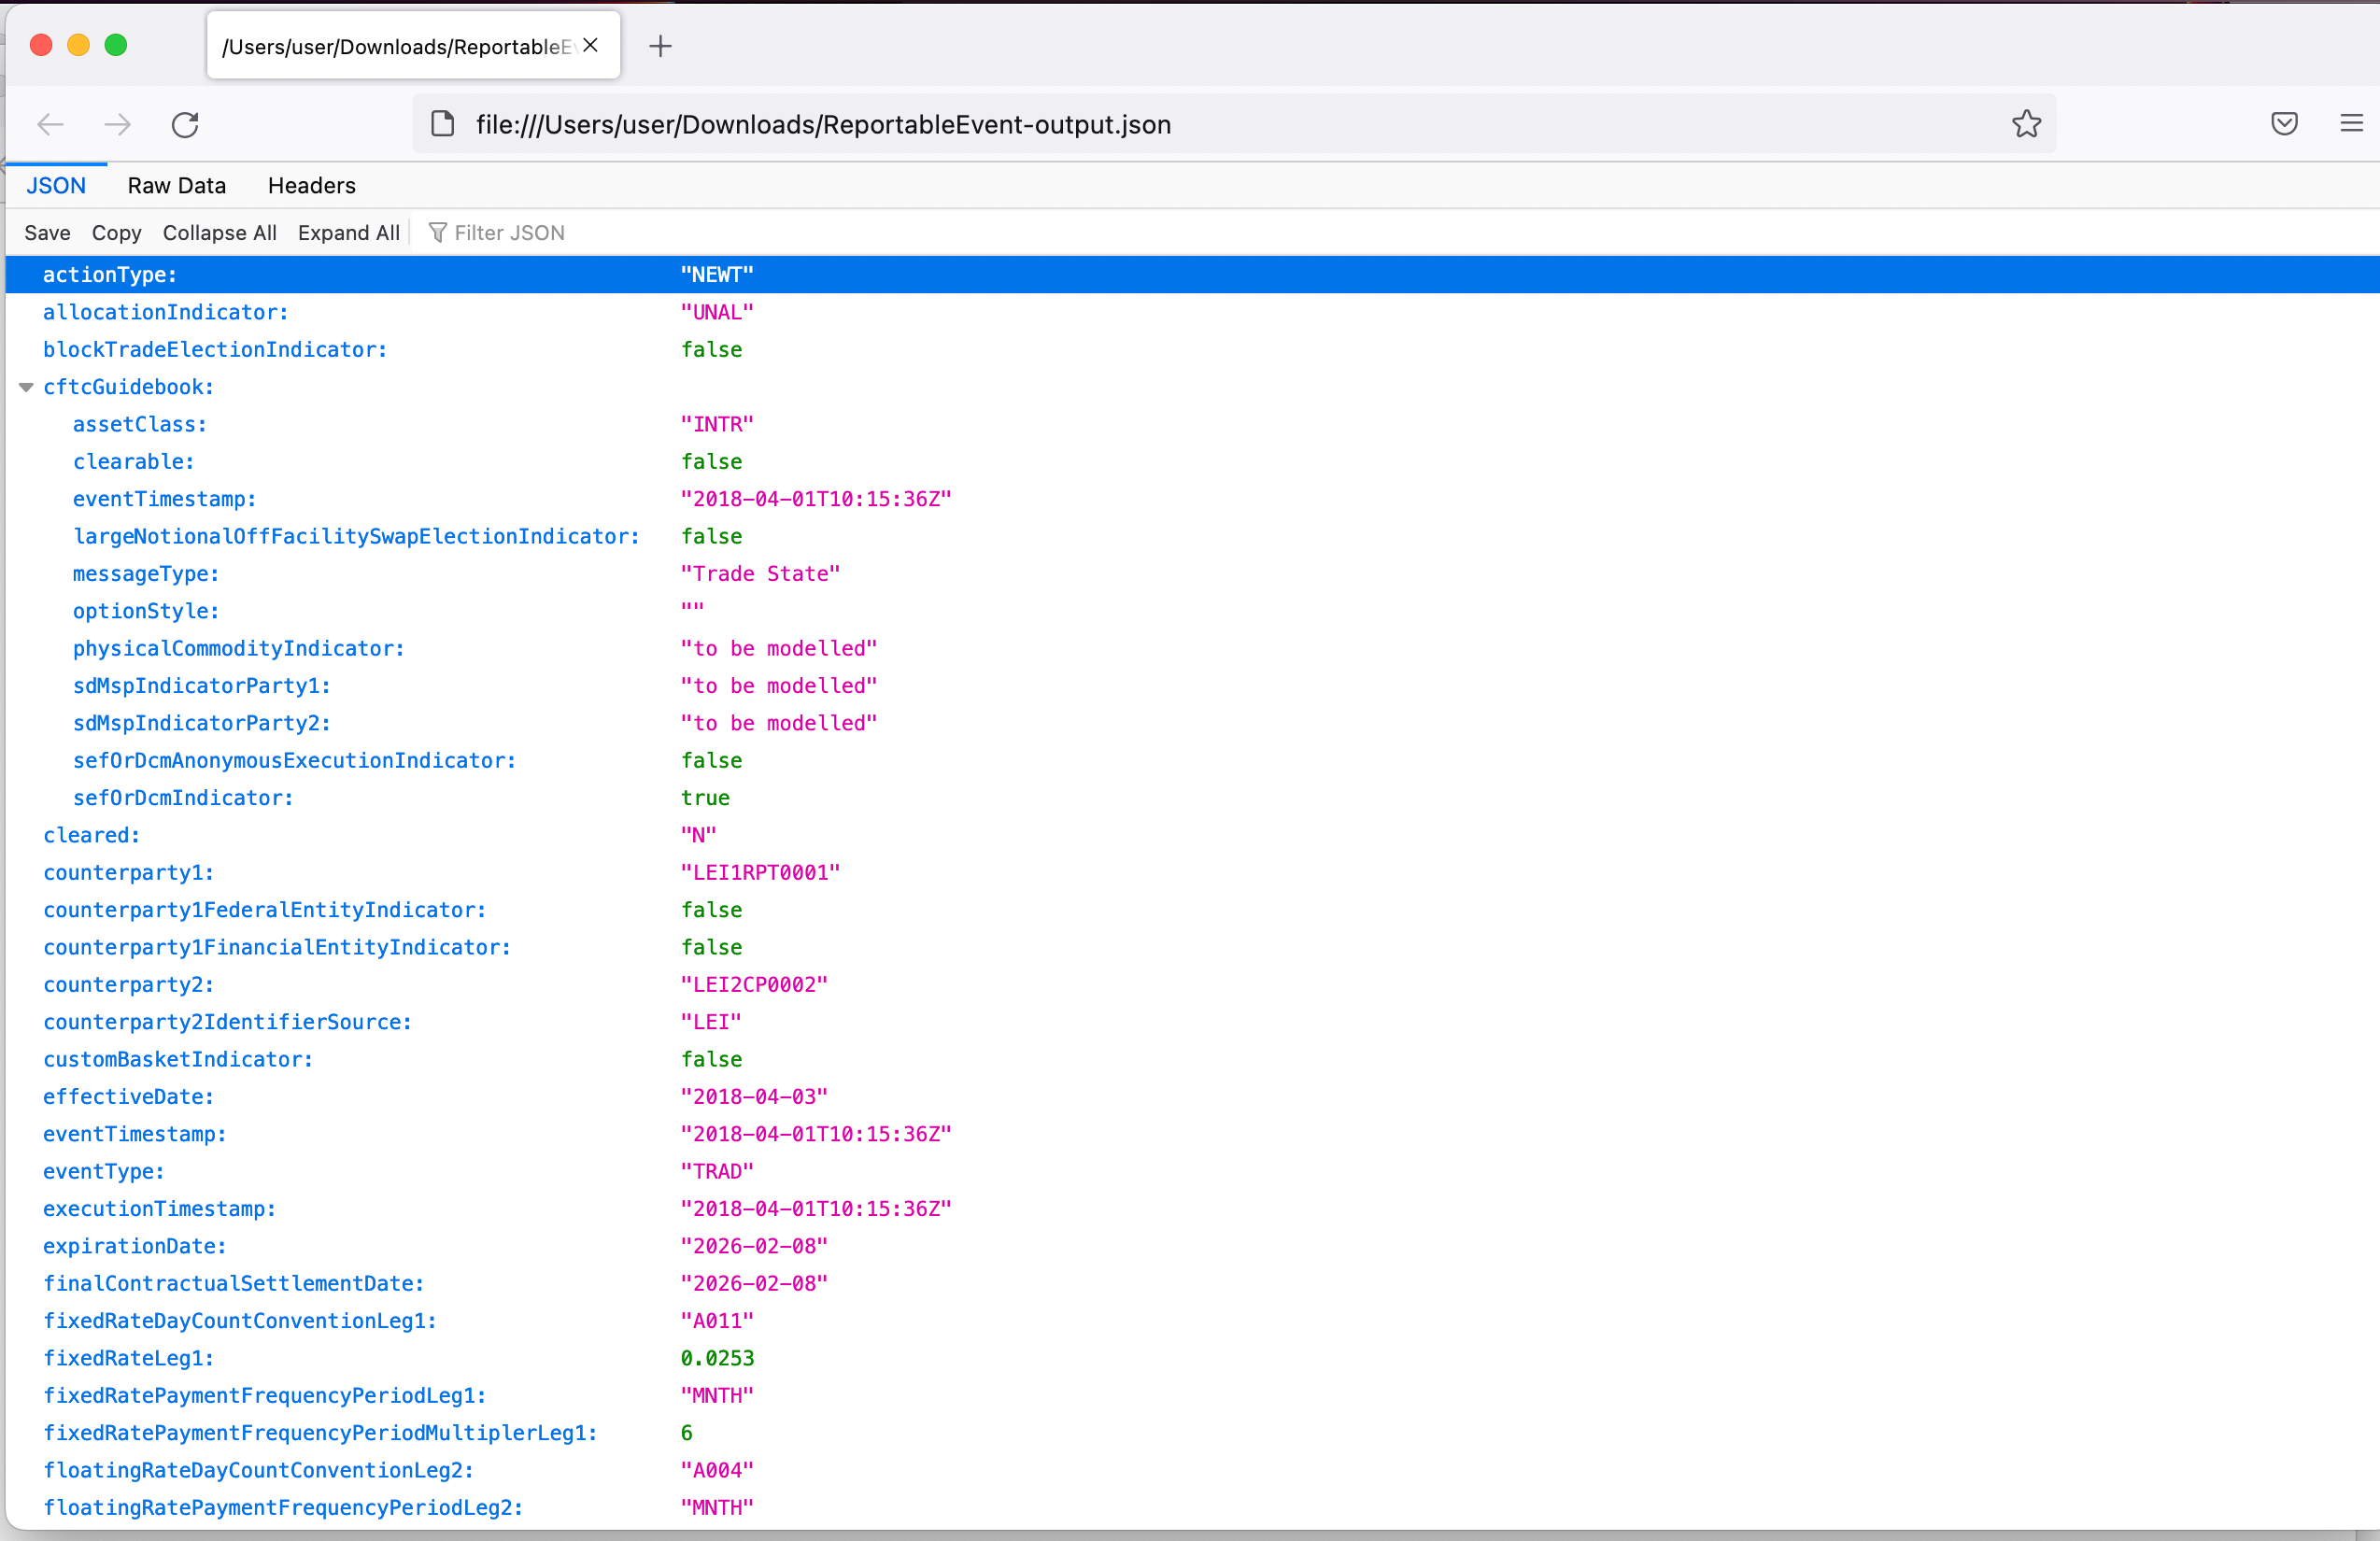 /Users/user/Downloads/ReportableEv
file:///Users/user/Downloads/ReportableEvent-output.json
JSON Raw Data Headers
Save Copy Collapse All Expand All Filter JSON
actionType: "NEWT"
allocationIndicator: "UNAL"
blockTradeElectionIndicator: false
cftcGuidebook:
assetClass: "INTR"
clearable: false
eventTimestamp: "2018-04-01T10:15:36Z"
largeNotionalOffFacilitySwapElectionIndicator: false
messageType: "Trade State"
optionStyle: ""
physicalCommodityIndicator: "to be modelled"
sdMspIndicatorParty1: "to be modelled"
sdMspIndicatorParty2: "to be modelled"
sefOrDcmAnonymousExecutionIndicator: false
sefOrDcmIndicator: true
cleared: "N"
counterparty1: "LEI1RPT0001"
counterparty1FederalEntityIndicator: false
counterparty1FinancialEntityIndicator: false
counterparty2: "LEI2CP0002"
counterparty2IdentifierSource: "LEI"
customBasketIndicator: false
effectiveDate: "2018-04-03"
eventTimestamp: "2018-04-01T10:15:36Z"
eventType: "TRAD"
executionTimestamp: "2018-04-01T10:15:36Z"
expirationDate: "2026-02-08"
finalContractualSettlementDate: "2026-02-08"
fixedRateDayCountConventionLeg1: "A011"
fixedRateLeg1: 0.0253
fixedRatePaymentFrequencyPeriodLeg1: "MNTH"
fixedRatePaymentFrequencyPeriodMultiplerLeg1: 6
floatingRateDayCountConventionLeg2: "A004"
floatingRatePaymentFrequencyPeriodLeg2: "MNTH"